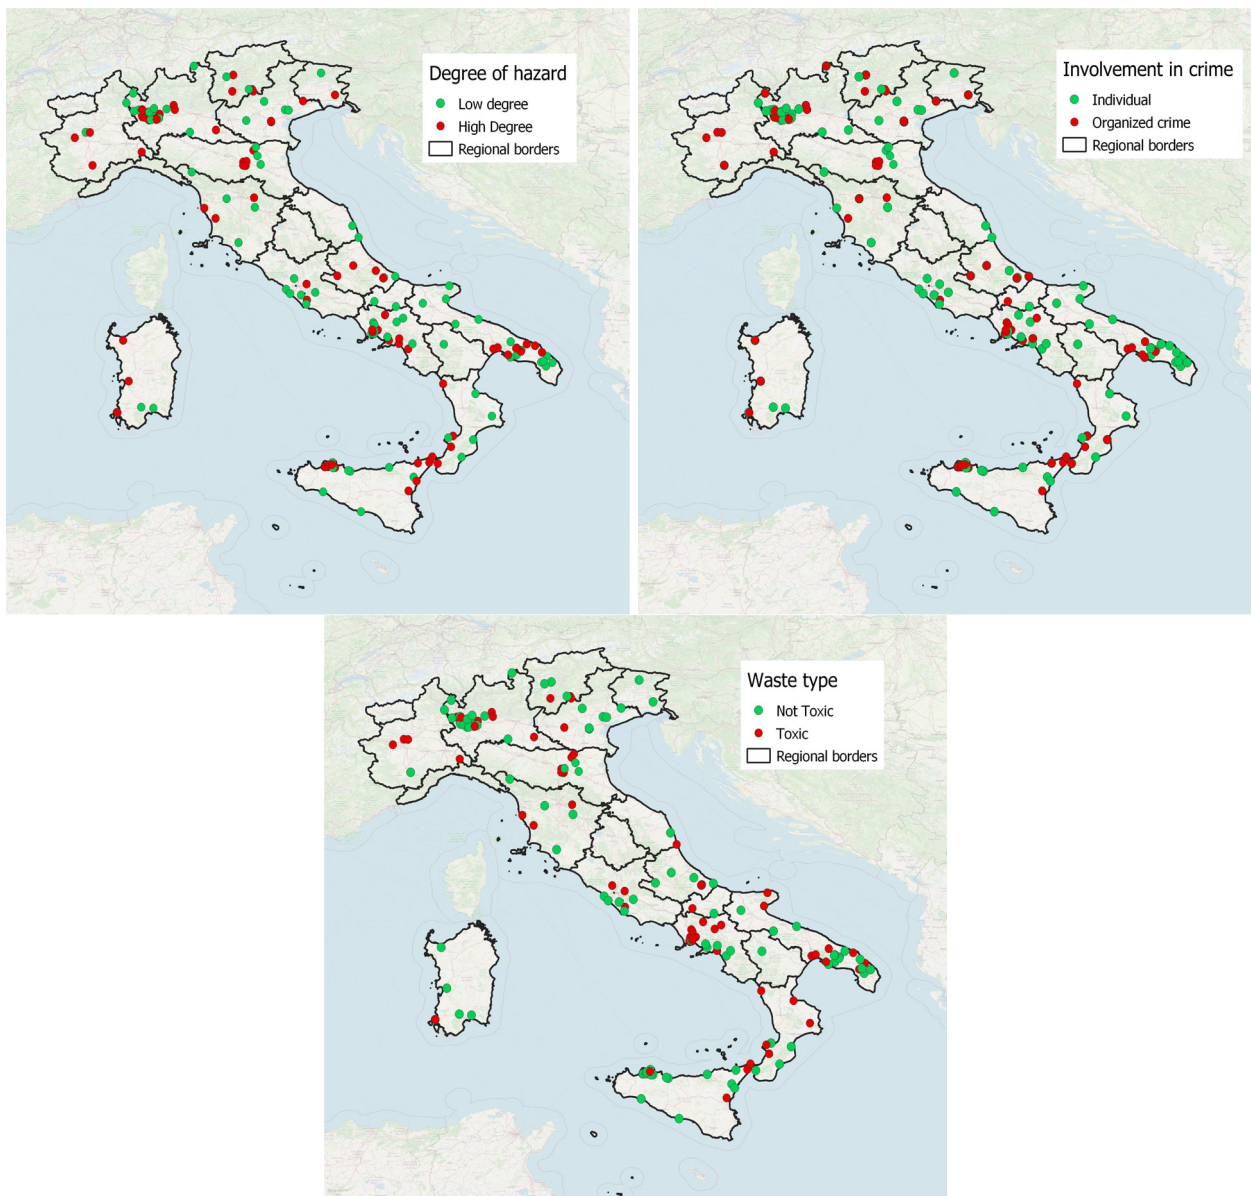 Degree of hazard
Low degree
High Degree
Regional borders
Involvement in crime
Individual
Organized crime
Regional borders
Waste type
Not Toxic
Toxic
Regional borders